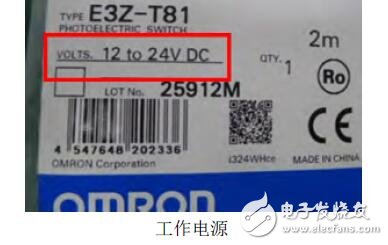 TYPE E3Z-T81
PHOTOELECTRIC SWITCH
VOLTS. 12 to 24V DC
2m
QTY. 1
Ro
LOT No. 25912M
4 547648 202336
OMRON Corporation
i324WHce
CE
MADE IN CHINA
OMRON
电子发烧友
工作电源